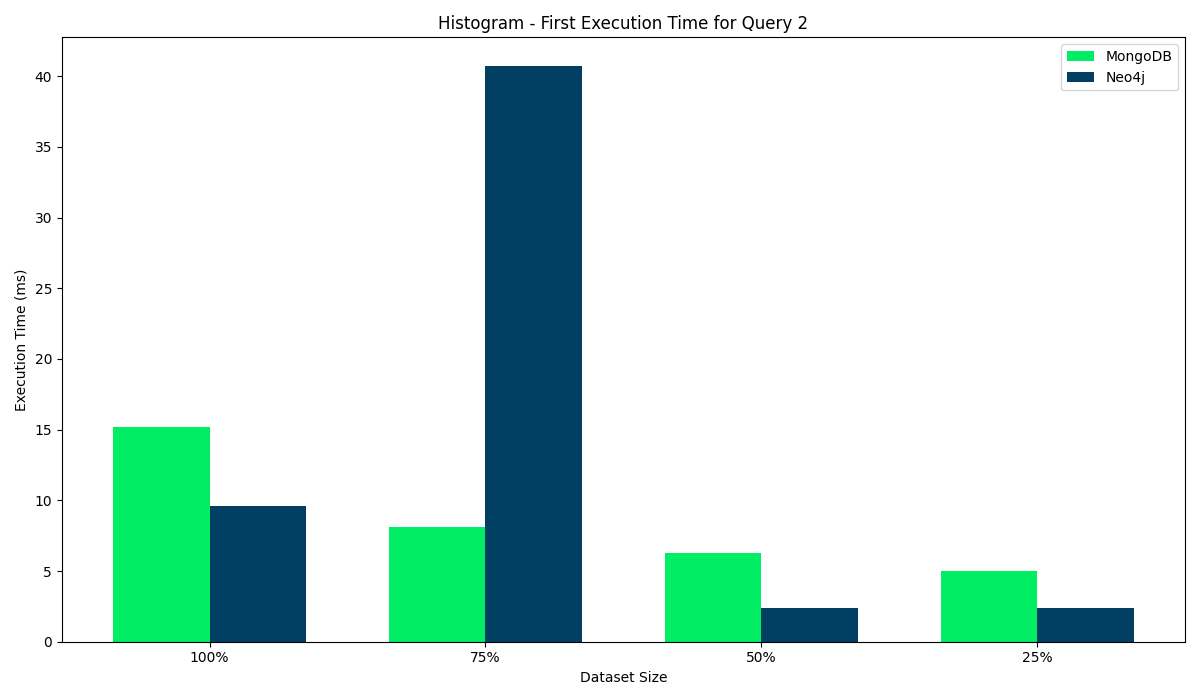 Histogram - First Execution Time for Query 2
MongoDB
Neo4j
Execution Time (ms)
40
35
30
25
20
15
10
5
0
100%
75%
50%
25%
Dataset Size